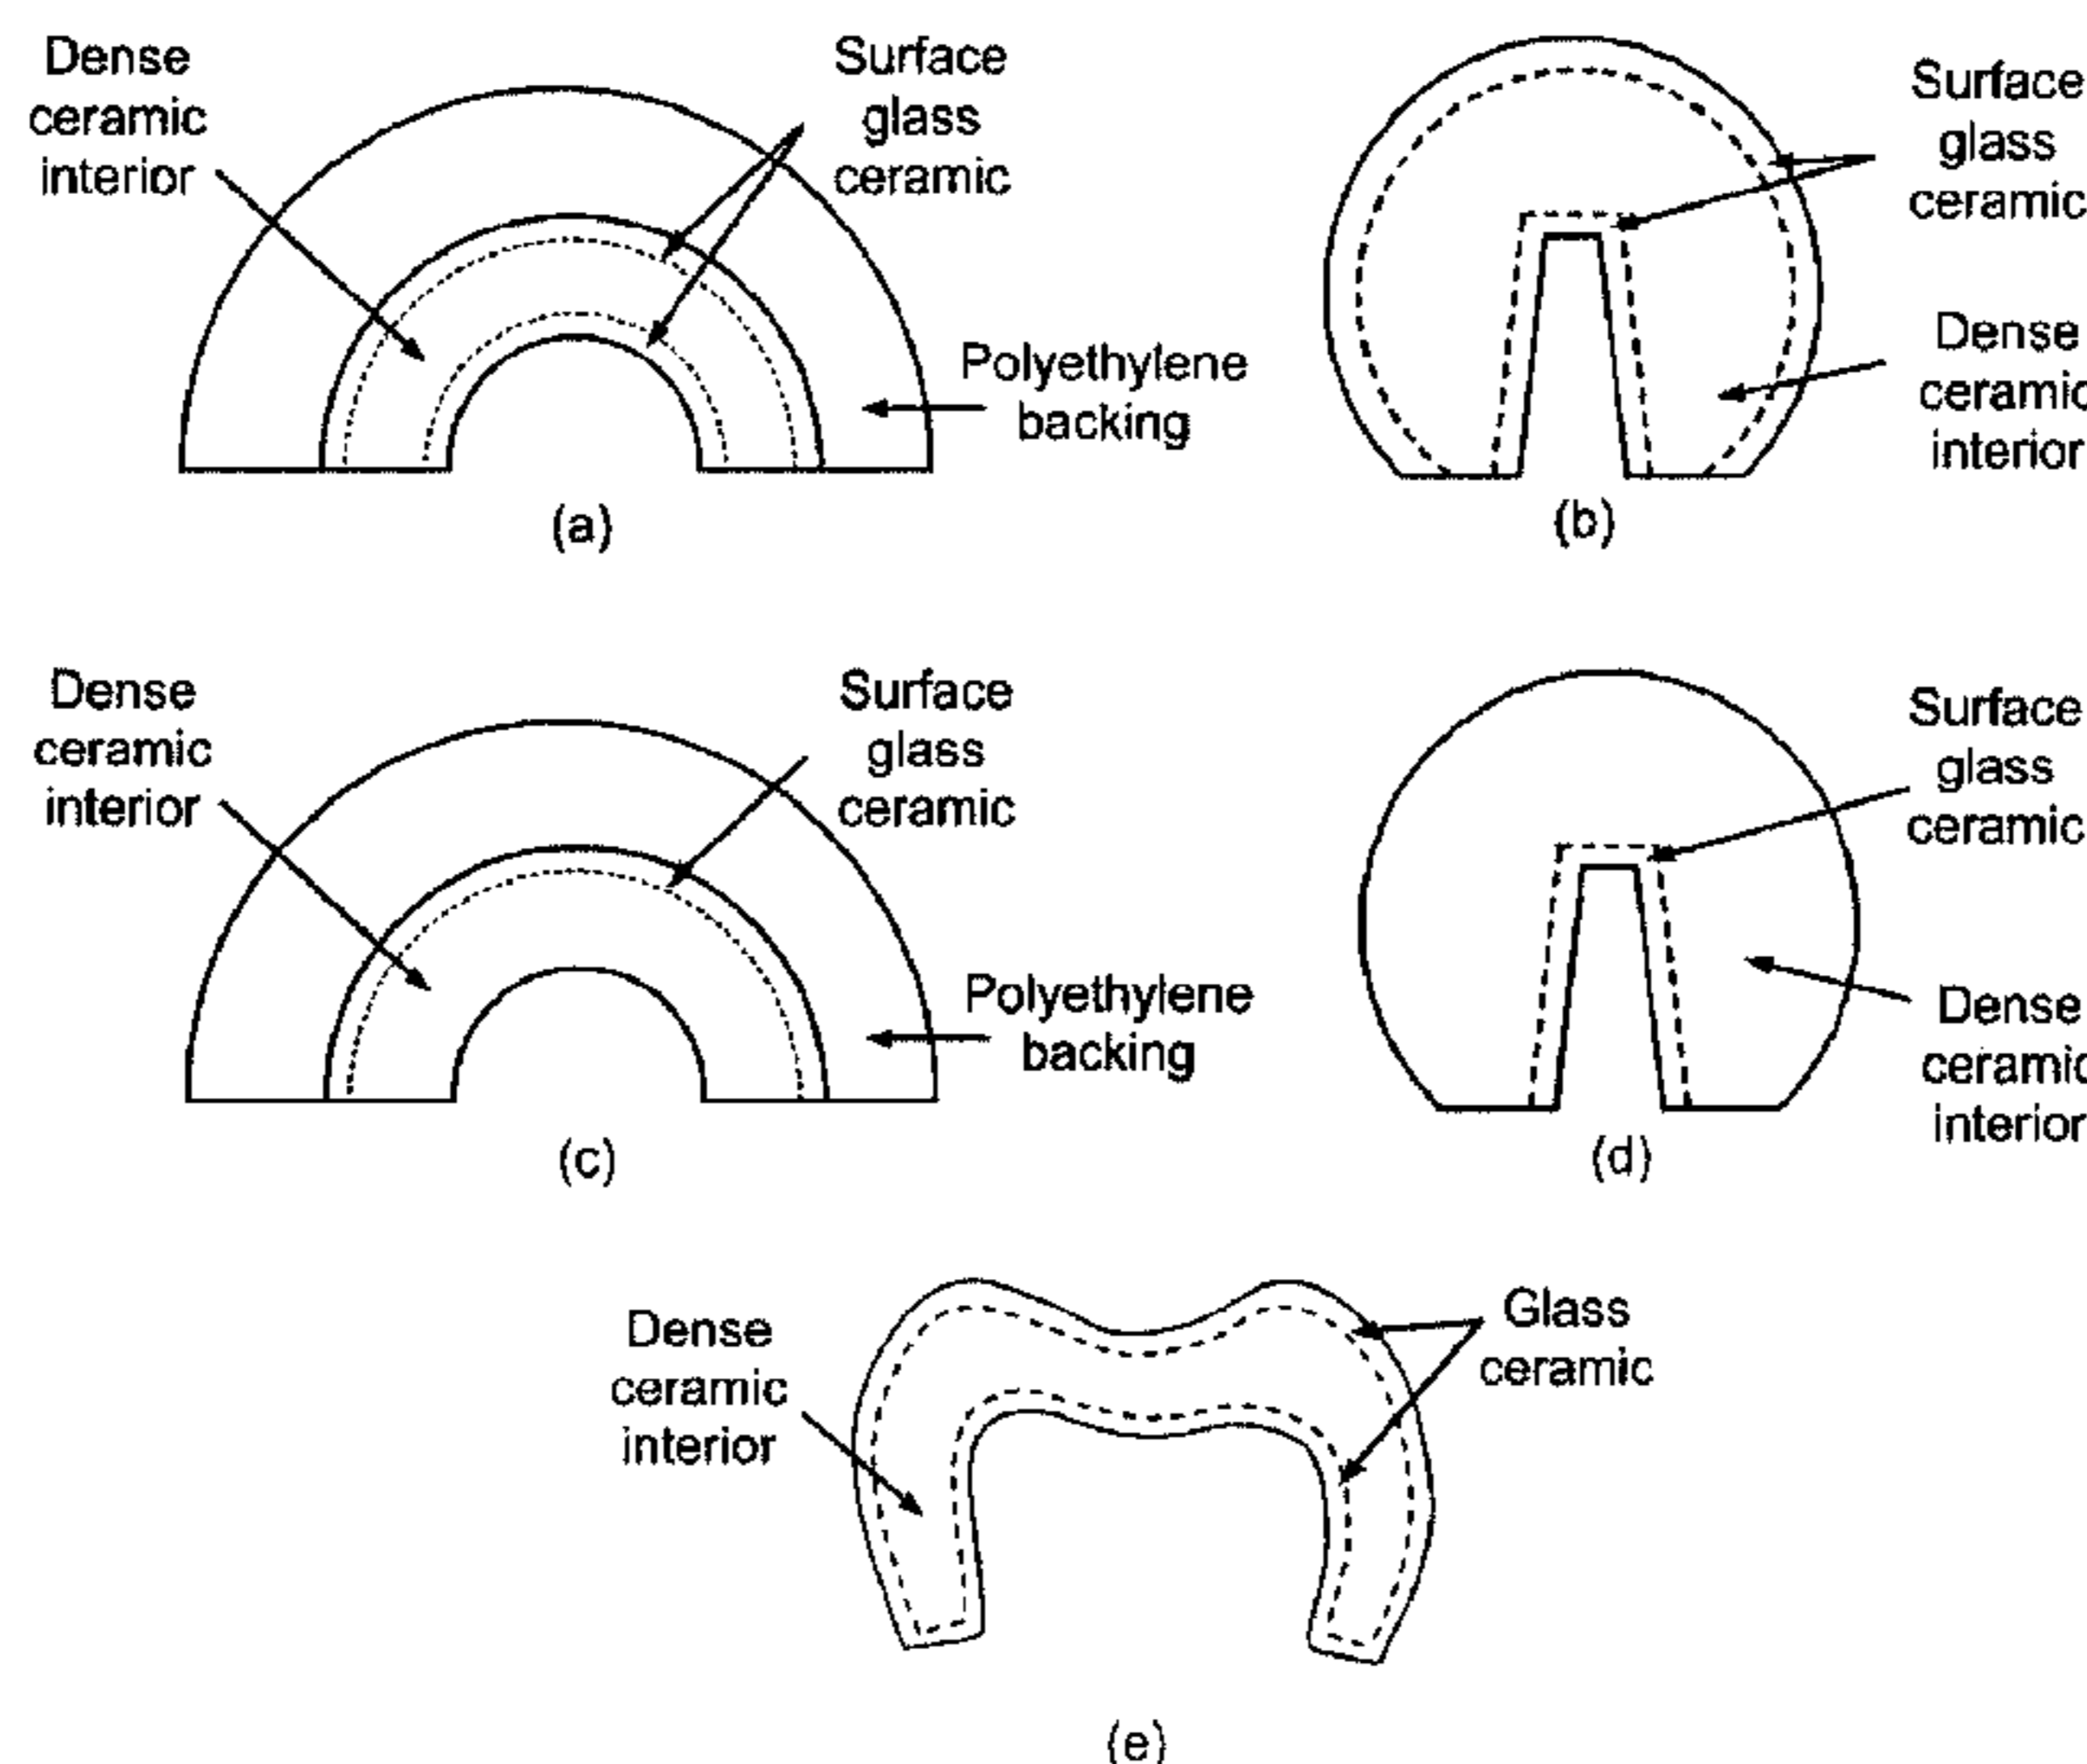 Dense
ceramic
interior
Surface
glass
ceramic
Polyethylene
backing
(a)
Surface
glass
ceramic
Dense
ceramic
interior
(b)
Dense
ceramic
interior
Surface
glass
ceramic
Polyethylene
backing
(c)
Surface
glass
ceramic
Dense
ceramic
interior
(d)
Dense
ceramic
interior
Glass
ceramic
(e)